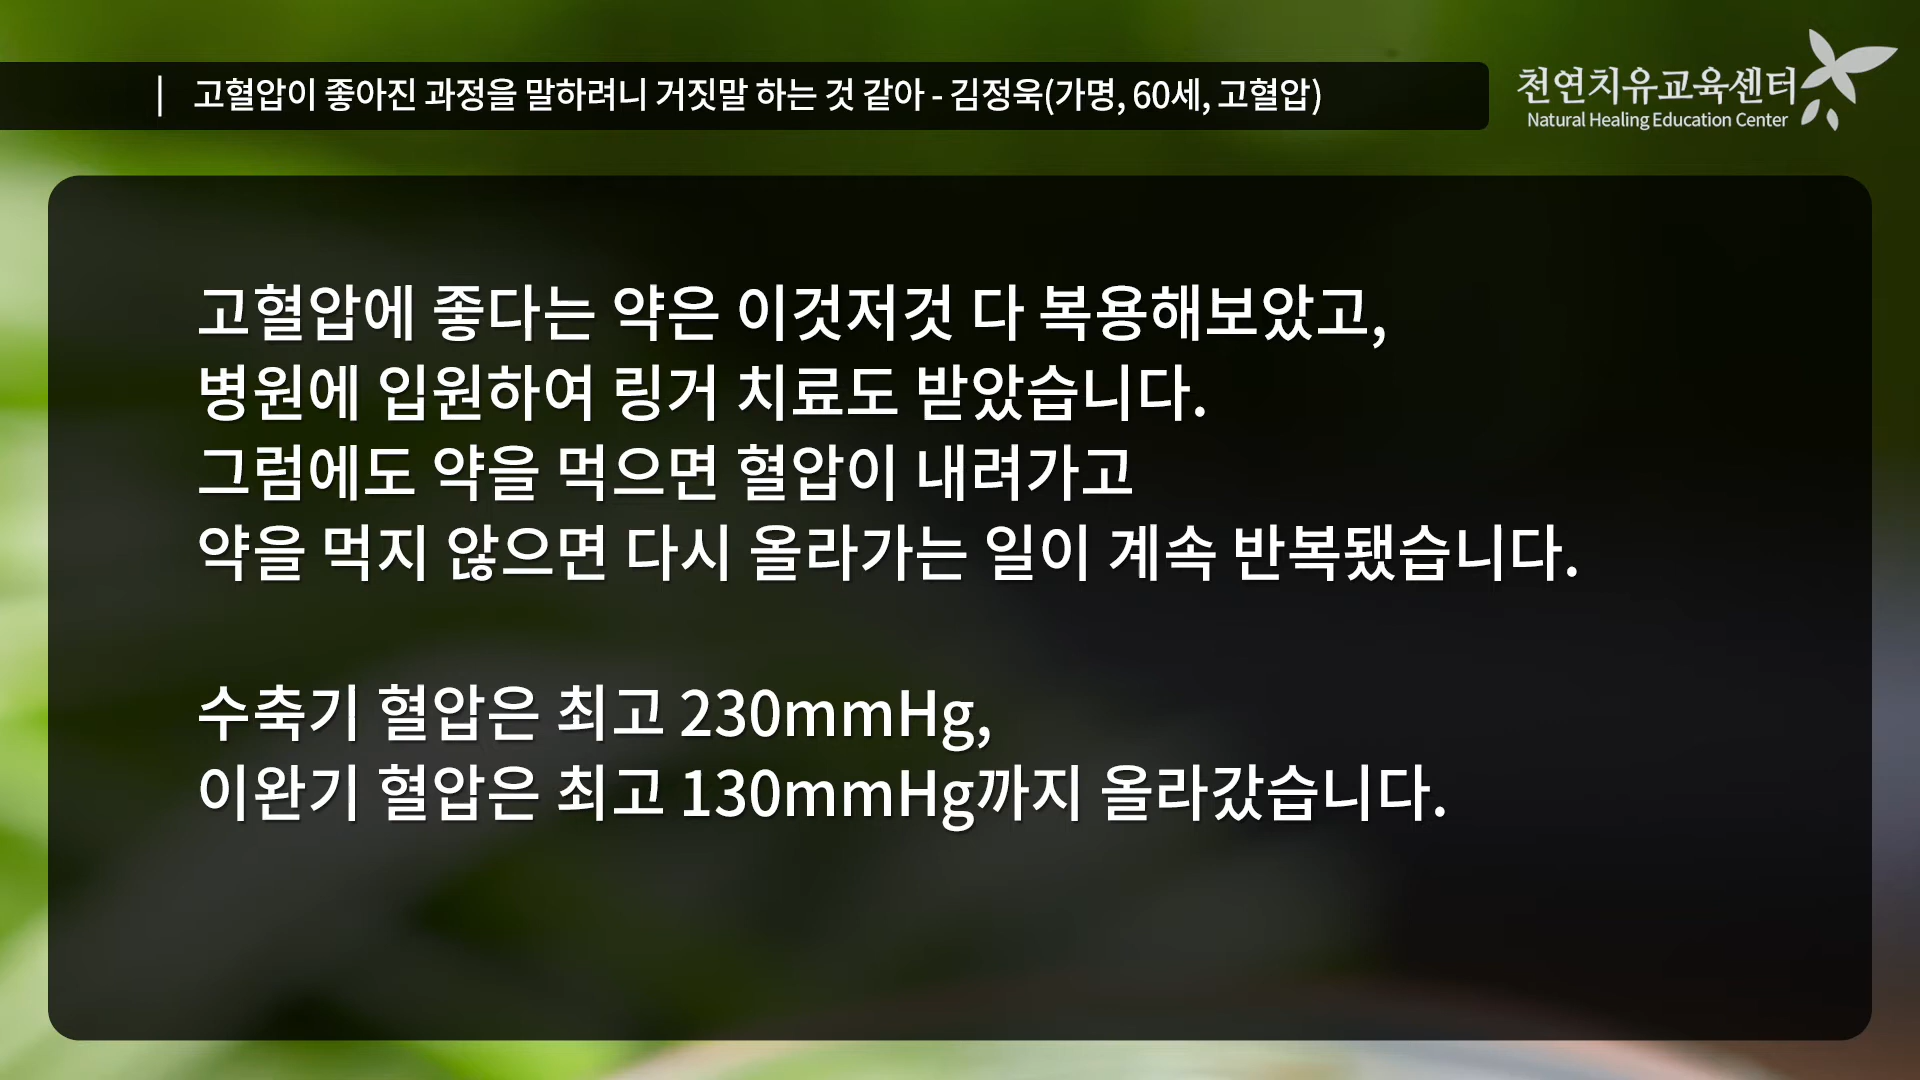 고혈압이 좋아진 과정을 말하려니 거짓말 하는 것 같아 - 김정욱(가명, 60세, 고혈압)
천연치유교육센터
Natural Healing Education Center
고혈압에 좋다는 약은 이것저것 다 복용해보았고,
병원에 입원하여 링거 치료도 받았습니다.
그럼에도 약을 먹으면 혈압이 내려가고
약을 먹지 않으면 다시 올라가는 일이 계속 반복됐습니다.
수축기 혈압은 최고 230mmHg,
이완기 혈압은 최고 130mmHg까지 올라갔습니다.